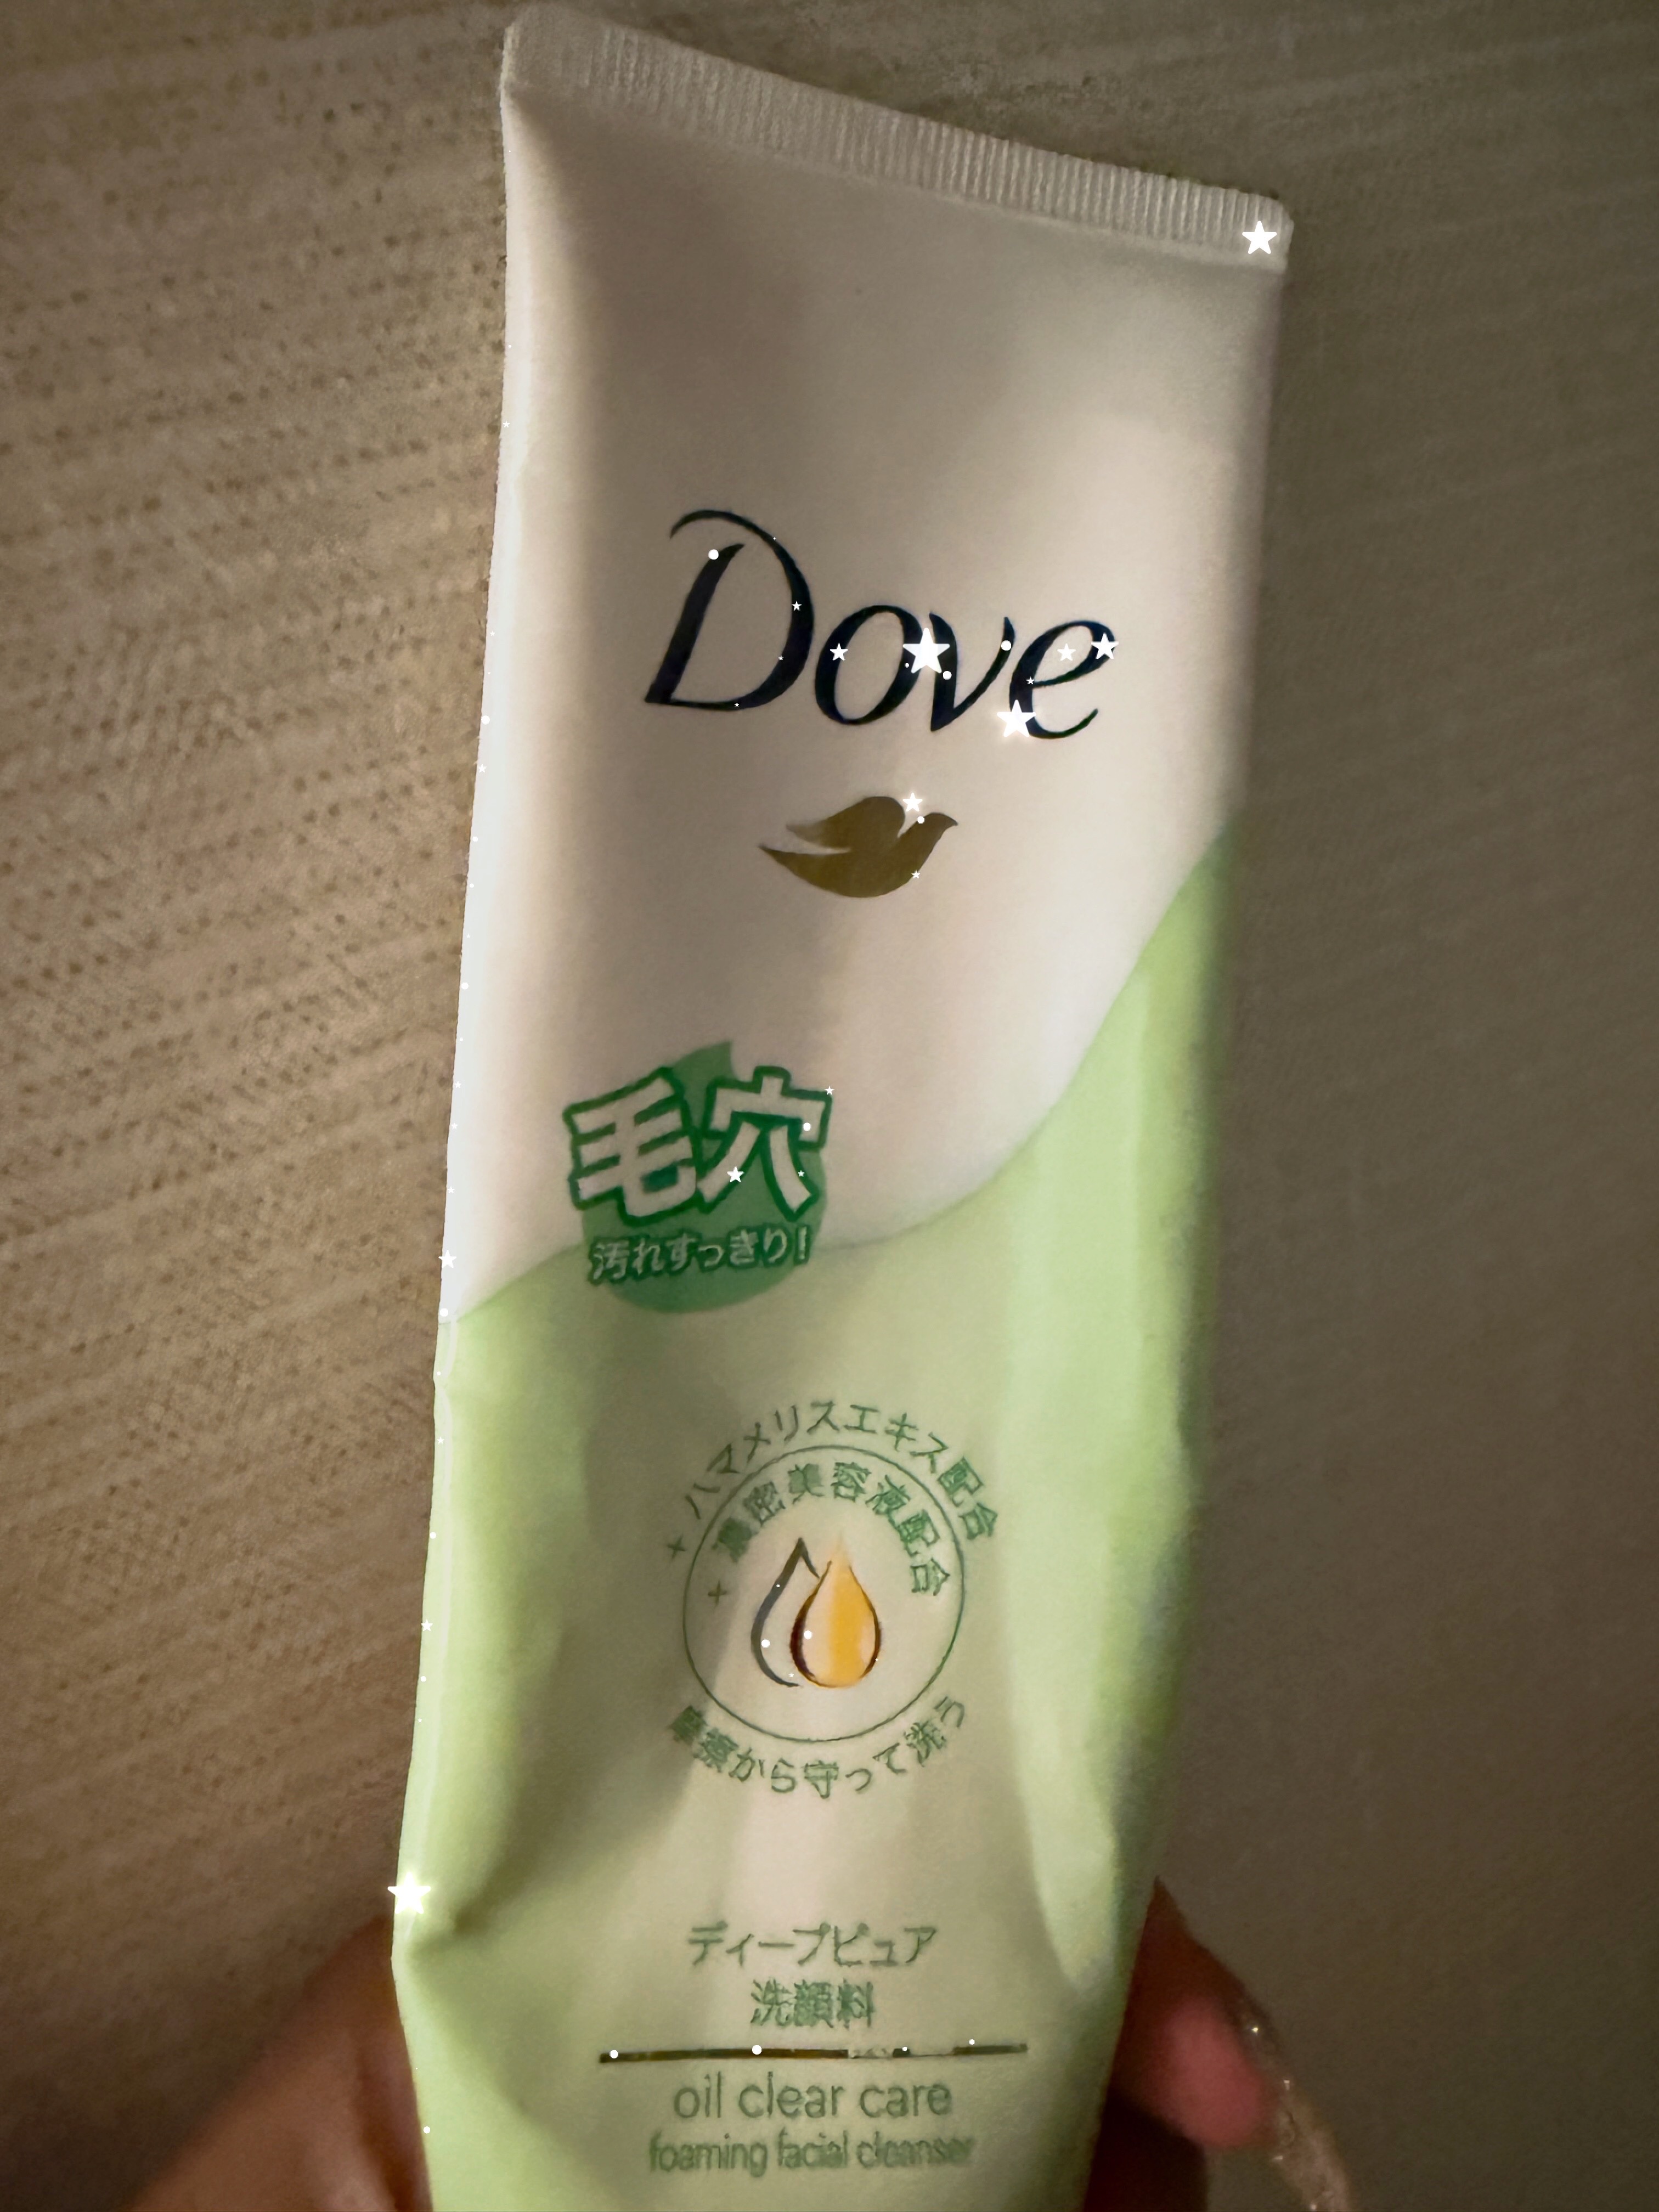 Dove
毛穴
汚れすっきり!
+ ハマメリスエキス配合
+ 濃密美容液配合
摩擦から守って洗う
ディープピュア
洗顔料
oil clear care
foaming facial cleanser